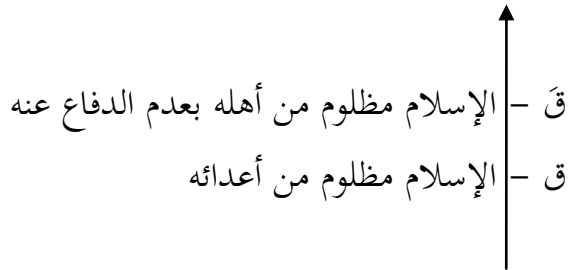 قَ – الإسلام مظلوم من أهله بعدم الدفاع عنه
ق – الإسلام مظلوم من أعدائه